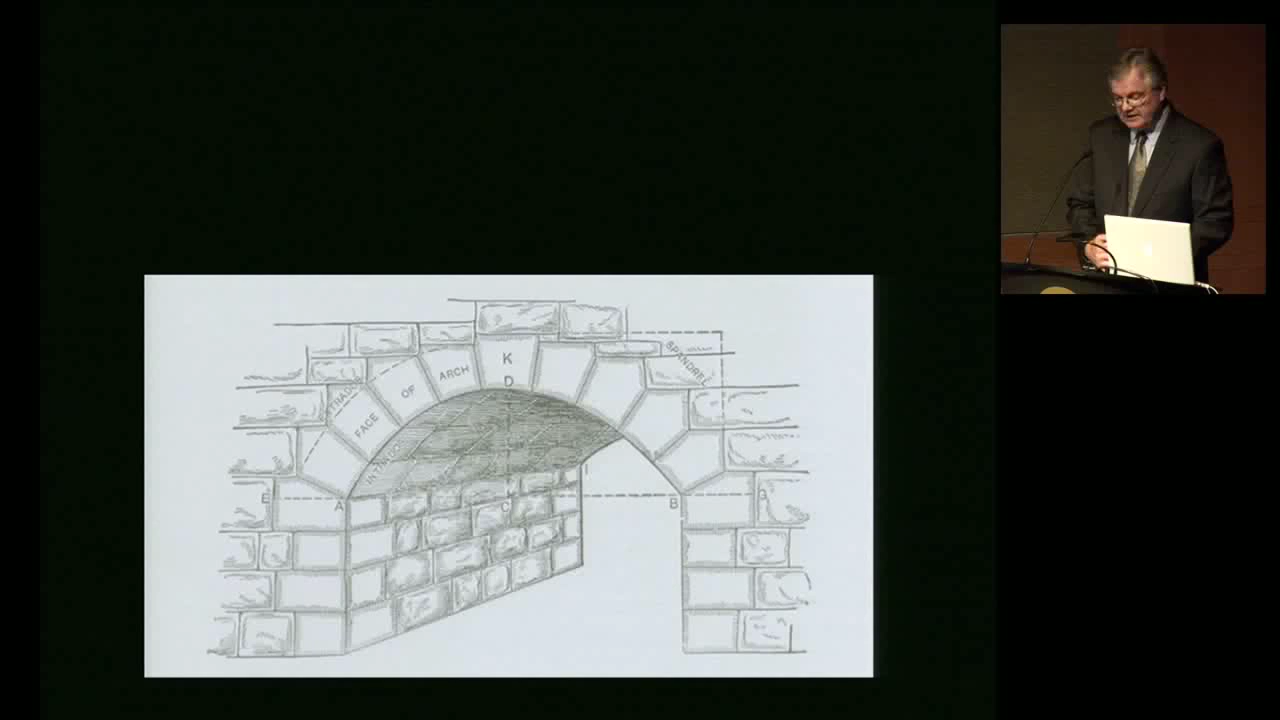 K
D
SPANDREL
ARCH
OF
FACE
EXTRADOS
INTRADOS
E
A
C
B
G